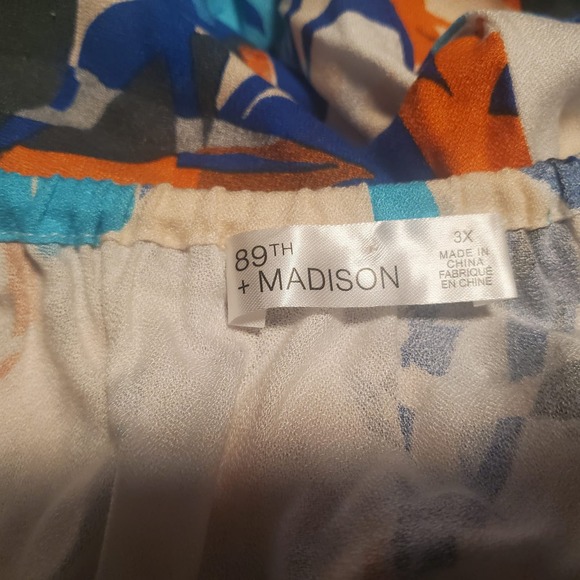 89TH
+ MADISON
3X
MADE IN
CHINA
FABRIQUÉ
EN CHINE